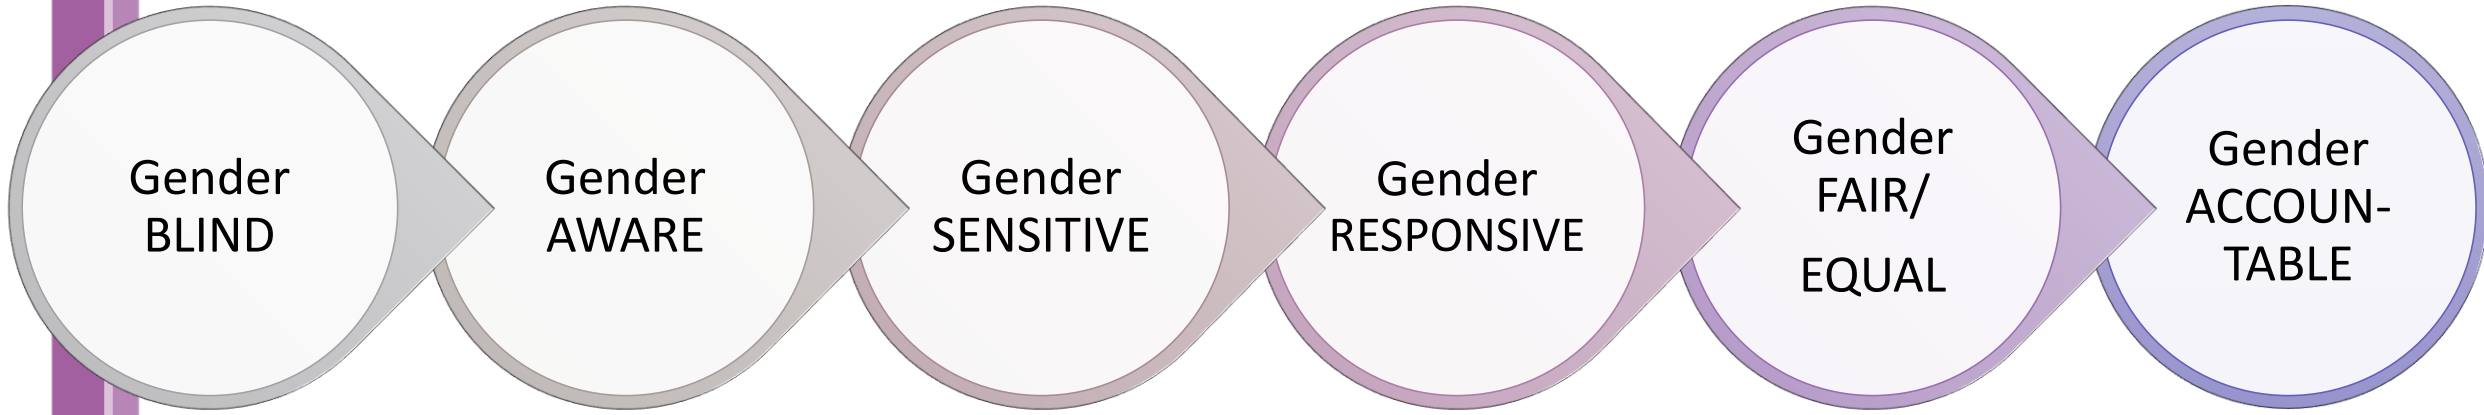 Gender
BLIND
Gender
AWARE
Gender
SENSITIVE
Gender
RESPONSIVE
Gender
FAIR/
EQUAL
Gender
ACCOUN-
TABLE